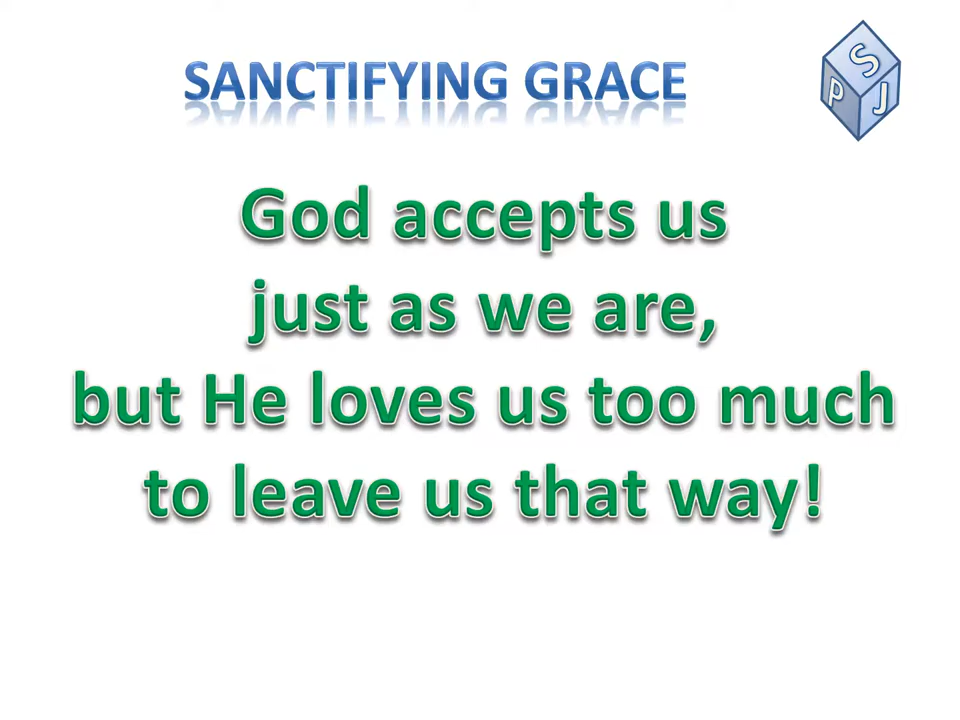 SANCTIFYING GRACE
S
P
J
God accepts us
just as we are,
but He loves us too much
to leave us that way!